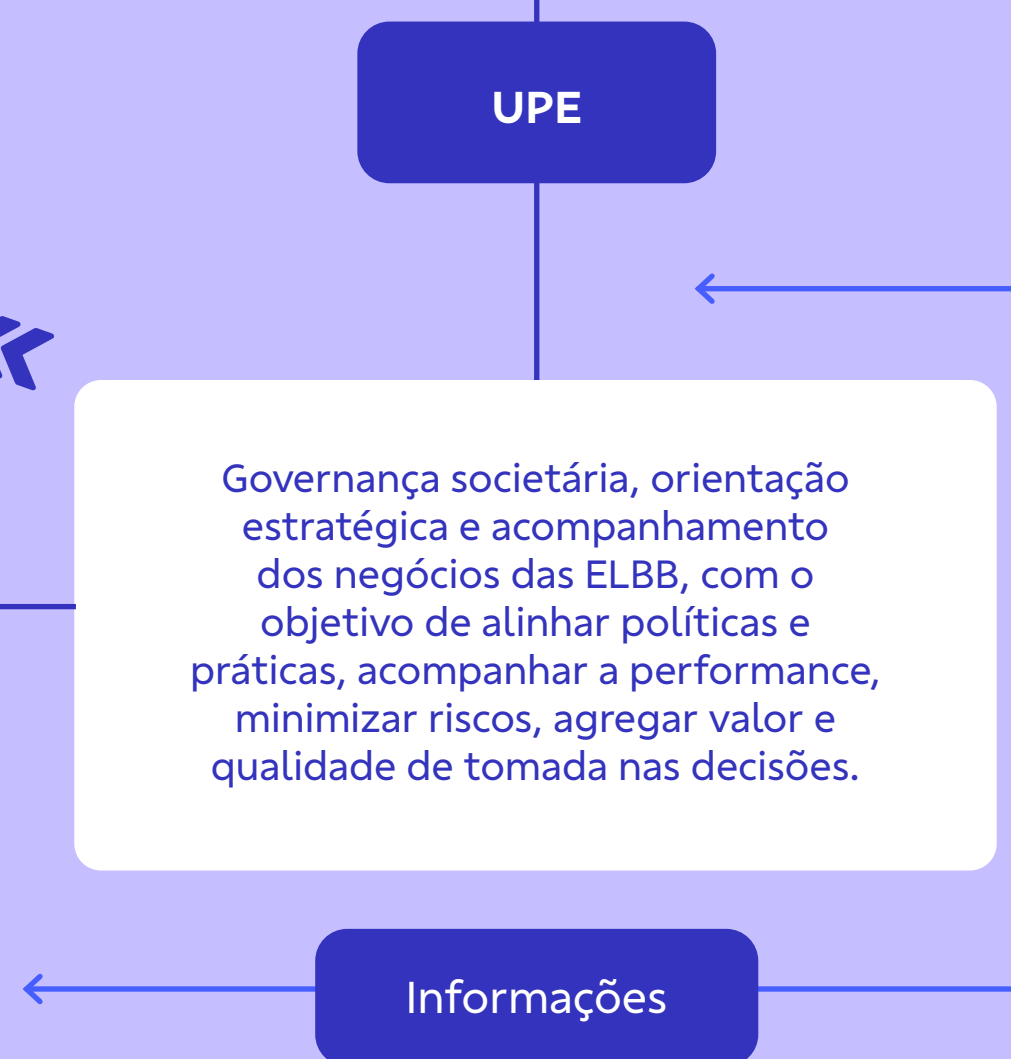 UPE
Governança societária, orientação
estratégica e acompanhamento
dos negócios das ELBB, com o
objetivo de alinhar políticas e
práticas, acompanhar a performance,
minimizar riscos, agregar valor e
qualidade de tomada nas decisões.
Informações